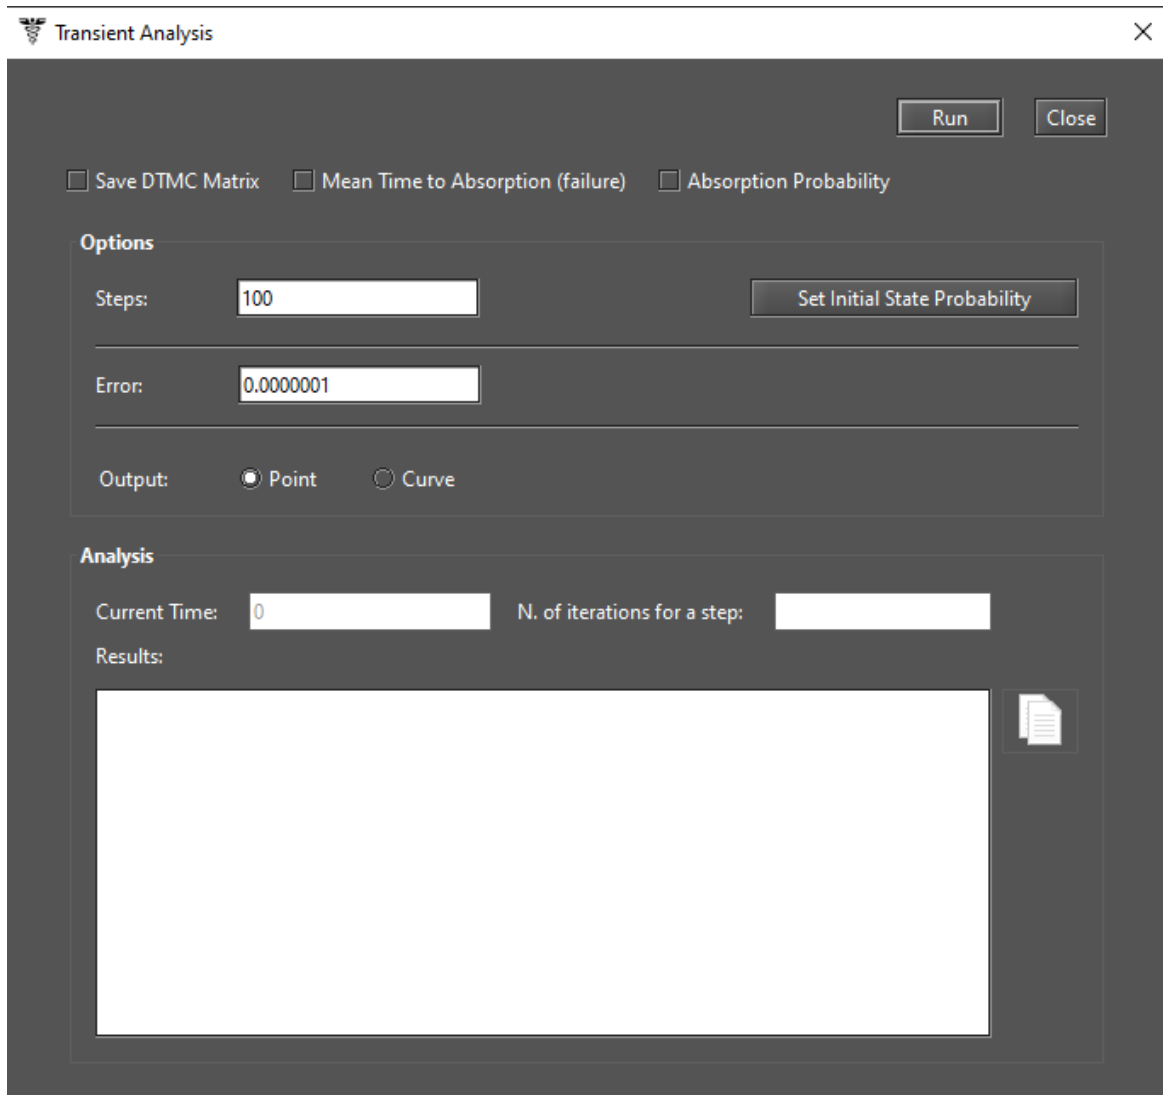 Transient Analysis
Run Close
Save DTMC Matrix Mean Time to Absorption (failure) Absorption Probability
Options
Steps: 100 Set Initial State Probability
Error: 0.0000001
Output: Point Curve
Analysis
Current Time: 0 N. of iterations for a step:
Results: